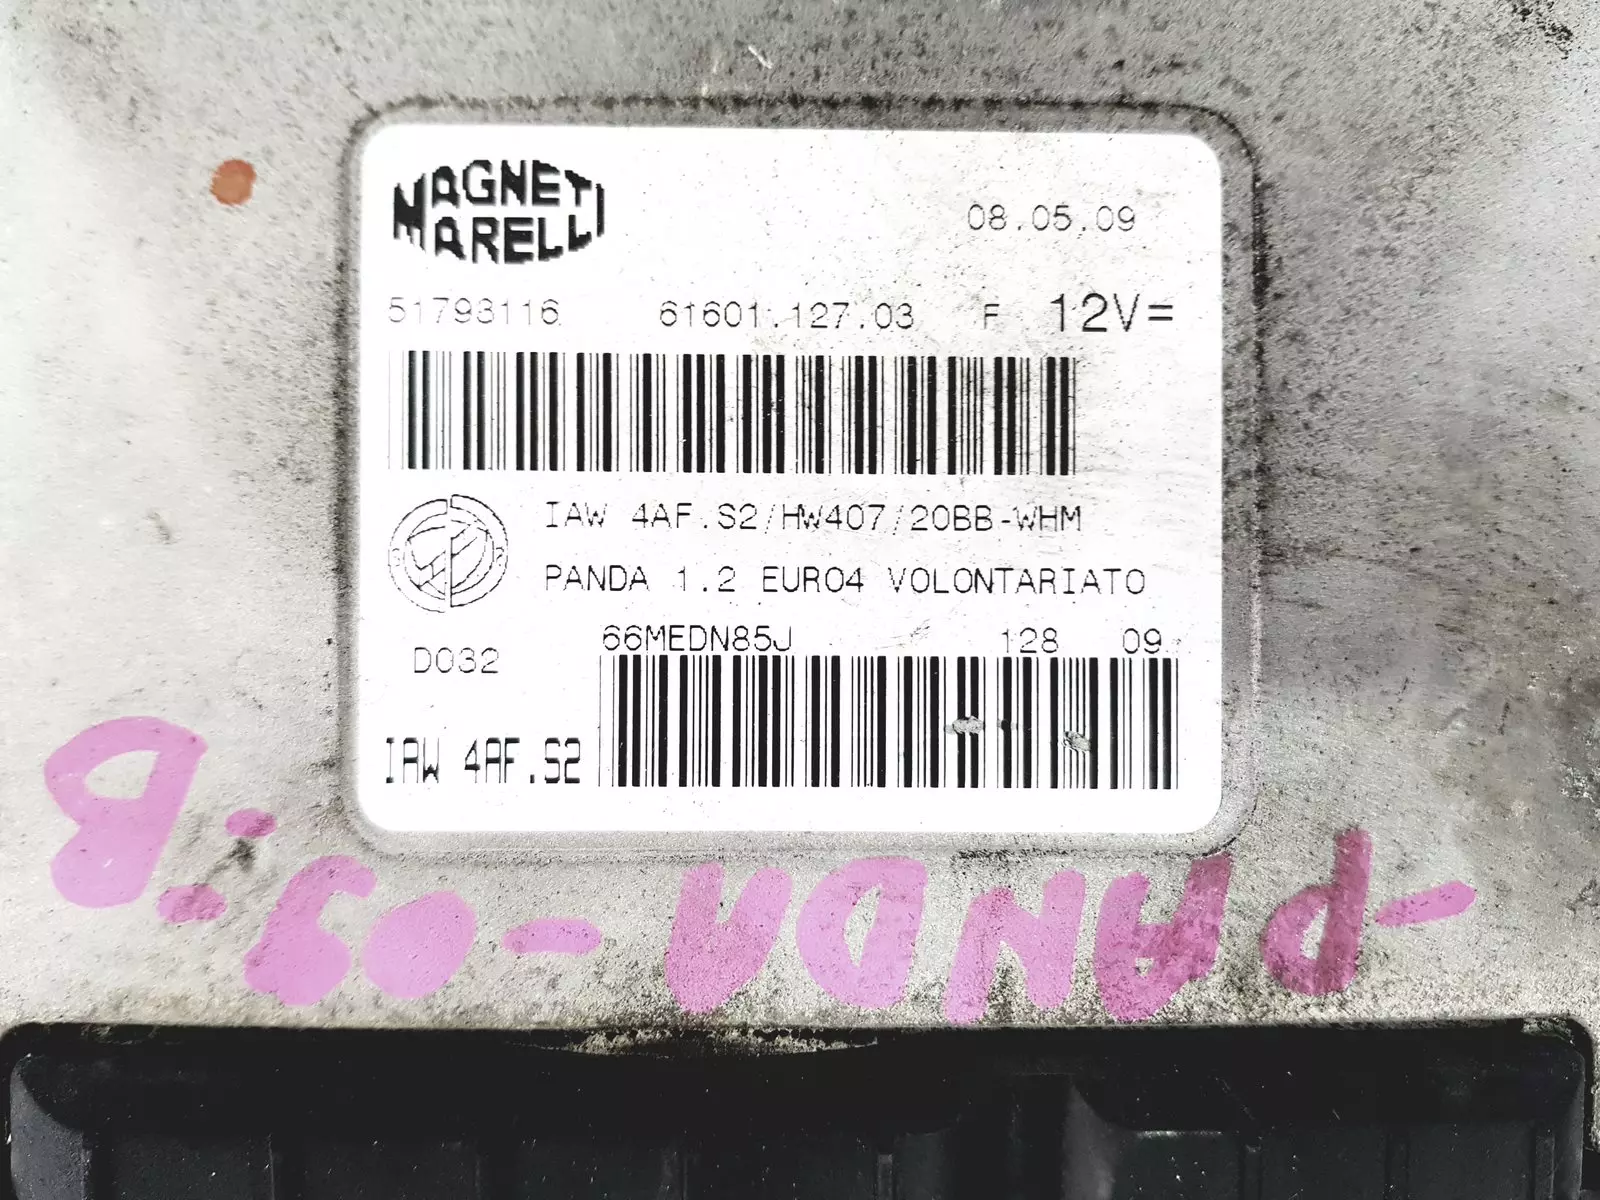 MAGNETI
MARELLI
08.05.09
51793116 61601.127.03 F 12V=
IAW 4AF.S2/HW407/20BB-WHM
PANDA 1.2 EURO4 VOLONTARIATO
66MEDN85J 128 09
D032
IAW 4AF.S2
-PANDA -09
B